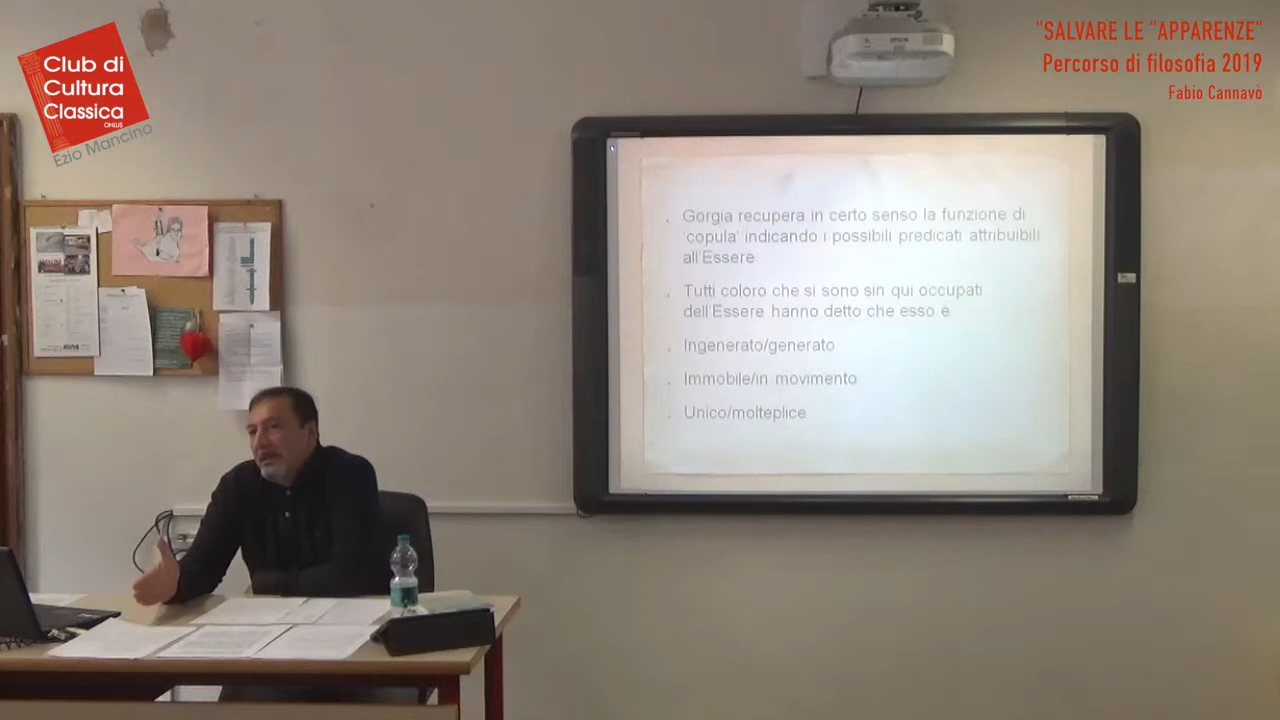 Club di
Cultura
Classica
ONLUS
Ezio Mancino
"SALVARE LE "APPARENZE"
Percorso di filosofia 2019
Fabio Cannavò
EPSON
Gorgia recupera in certo senso la funzione di
'copula' indicando i possibili predicati attribuibili
all'Essere
Tutti coloro che si sono sin qui occupati
dell'Essere hanno detto che esso è
Ingenerato/generato
Immobile/in movimento
Unico/molteplice